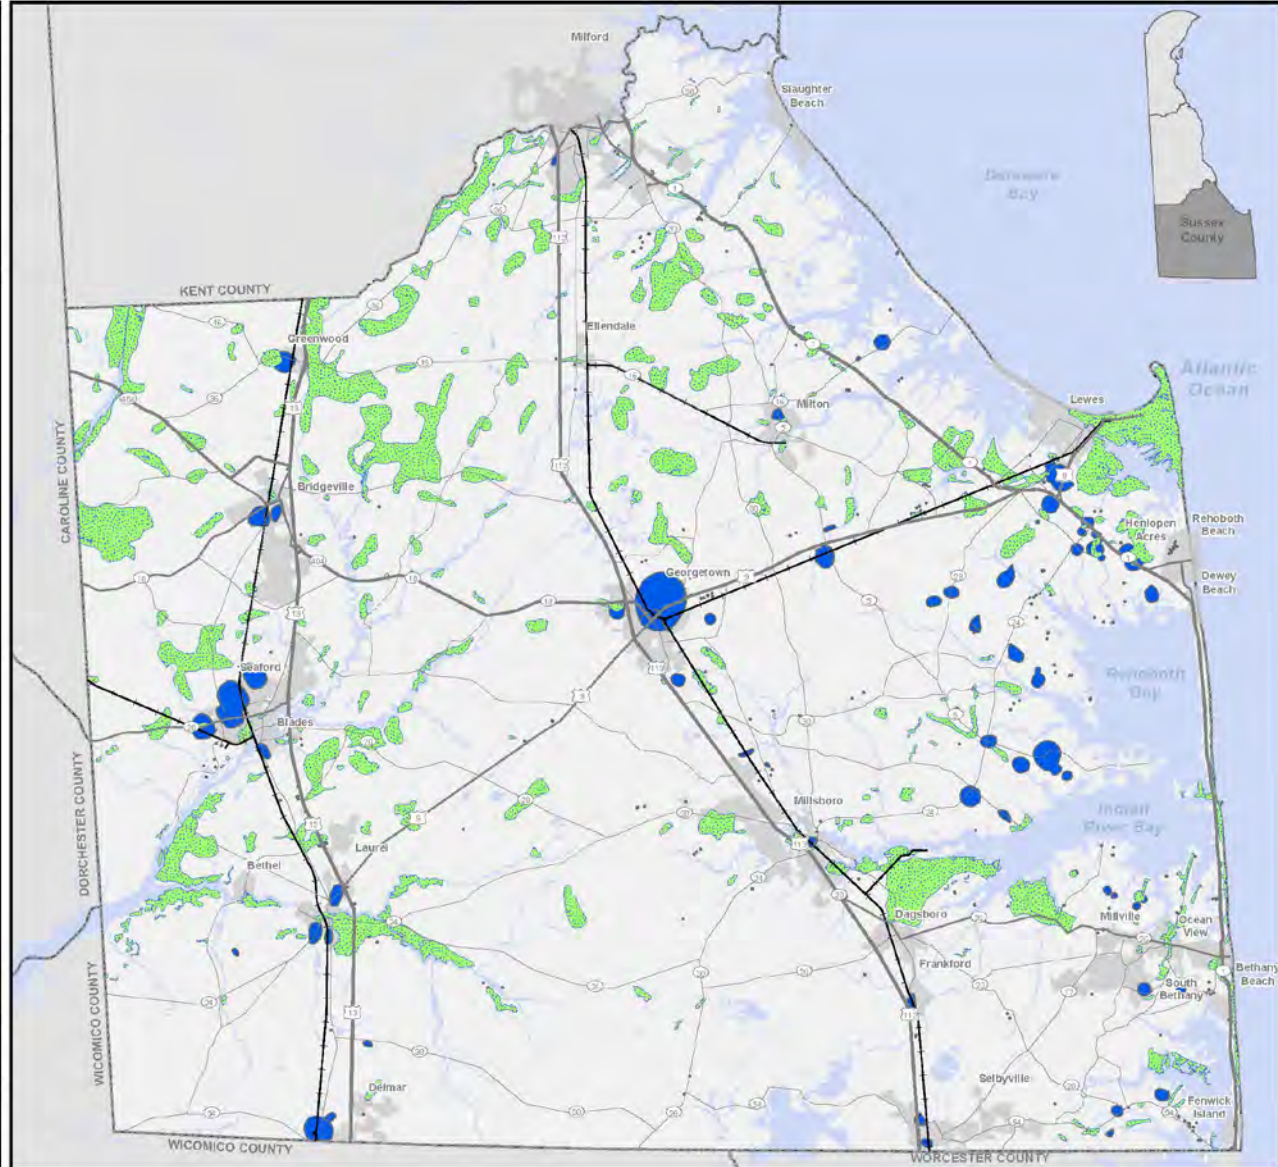 Milford
Slaughter
Beach
Delaware
Bay
Sussex
County
KENT COUNTY
Greenwood
Ellendale
Atlantic
Ocean
Milton
Lewes
CAROLINE COUNTY
Bridgeville
Henlopen
Acres
Rehoboth
Beach
Georgetown
Dewey
Beach
Seaford
Rehoboth
Bay
Blades
DORCHESTER COUNTY
Millsboro
Indian
River Bay
Laurel
Bethel
Dagsboro
Millville
Ocean
View
Frankford
Bethany
Beach
South
Bethany
WICOMICO COUNTY
Delmar
Selbyville
Fenwick
Island
WICOMICO COUNTY
WORCESTER COUNTY